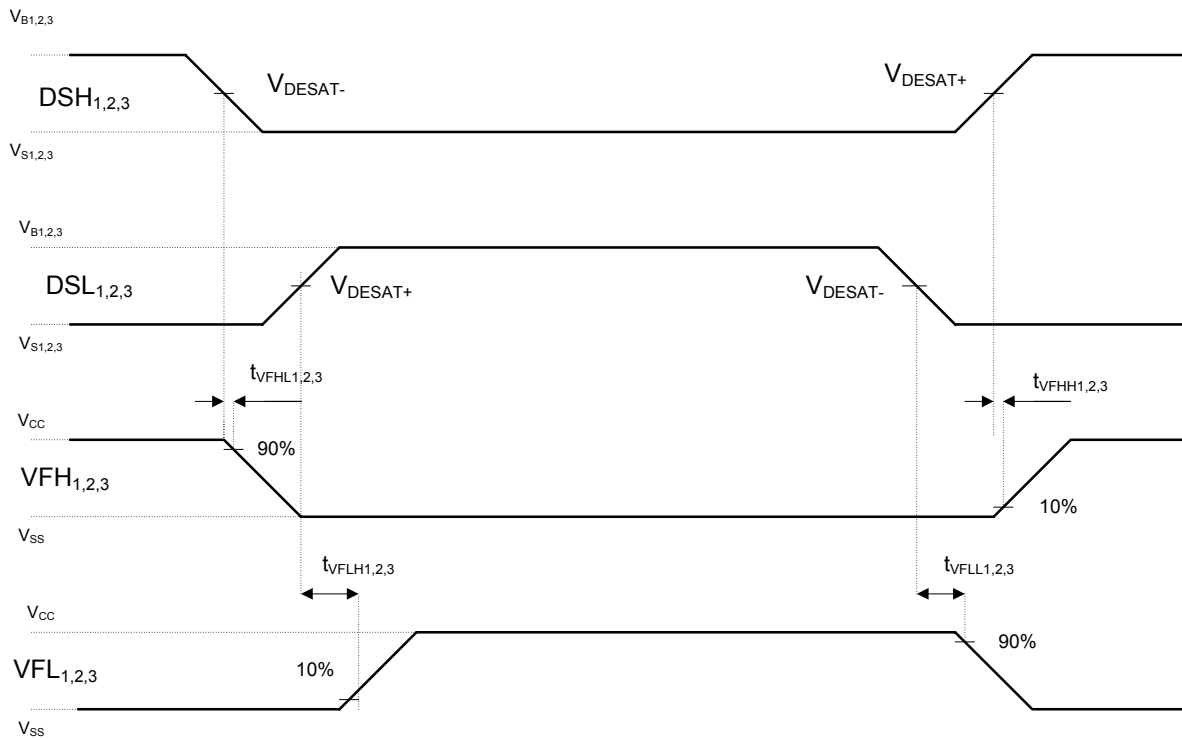 VB1,2,3
VDESAT-
VDESAT+
DSH1,2,3
VS1,2,3
VB1,2,3
DSL1,2,3
VDESAT+
VDESAT-
VS1,2,3
tVFHL1,2,3
tVFHH1,2,3
VCC
90%
VFH1,2,3
10%
VSS
tVFLH1,2,3
tVFLL1,2,3
VCC
90%
VFL1,2,3
10%
VSS